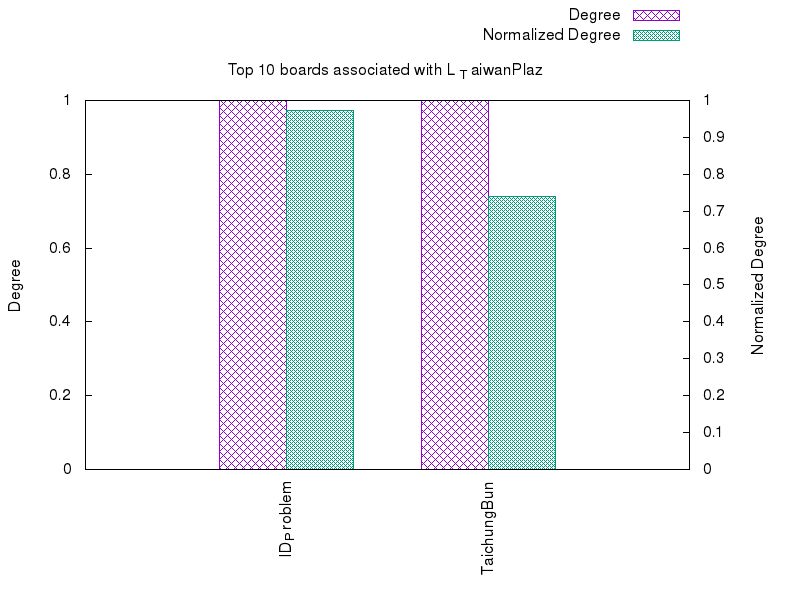 Degree
Normalized Degree
Top 10 boards associated with L T aiwanPlaz
1
0.8
0.6
0.4
0.2
0
Degree
1
0.9
0.8
0.7
0.6
0.5
0.4
0.3
0.2
0.1
0
Normalized Degree
IDProblem
TaichungBun